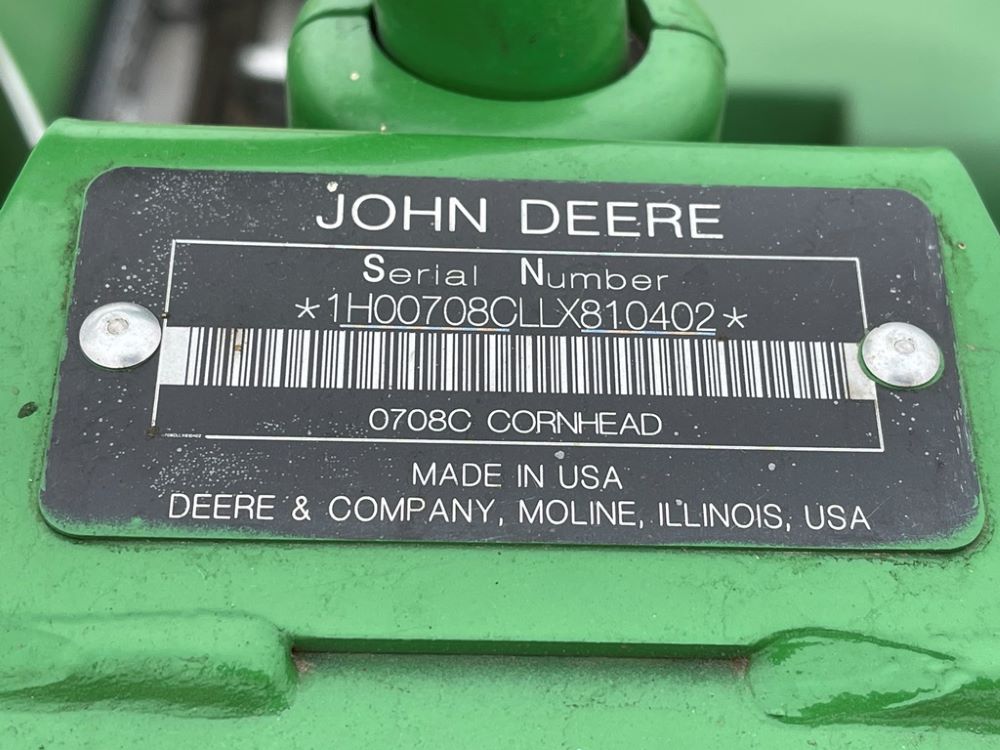 JOHN DEERE
Serial Number
*1H00708CLLX810402*
0708C CORNHEAD
MADE IN USA
DEERE & COMPANY, MOLINE, ILLINOIS, USA